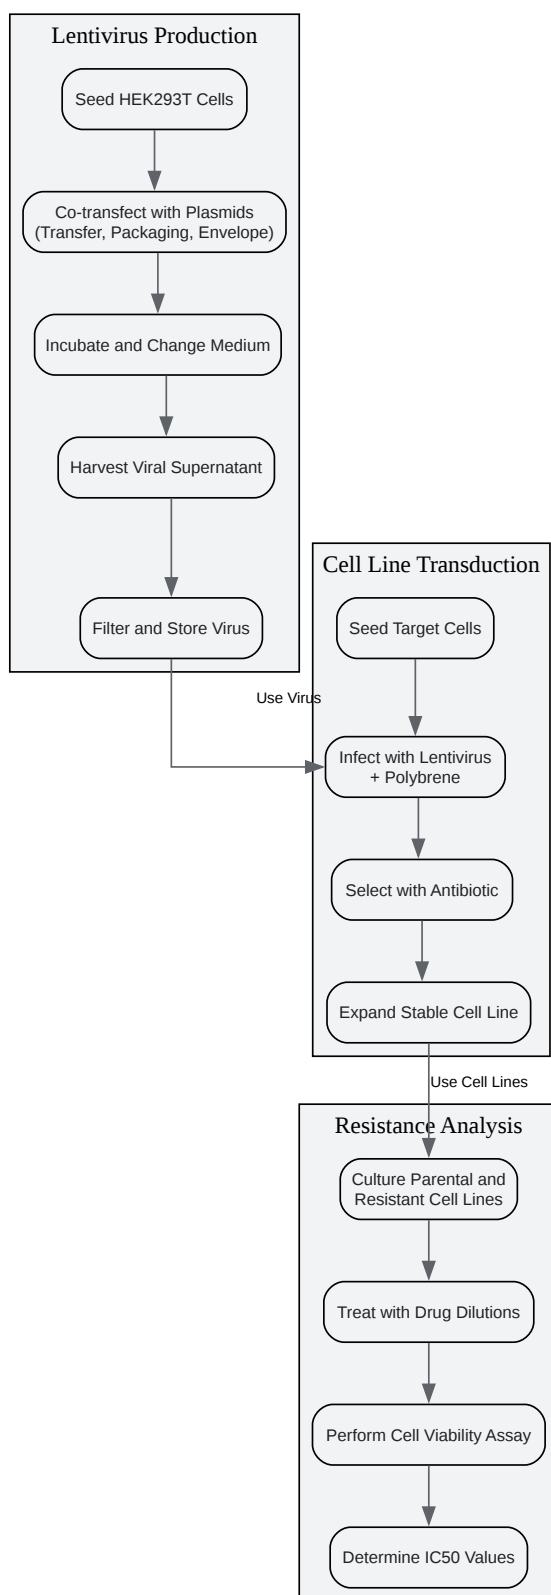 Lentivirus Production
Seed HEK293T Cells
Co-transfect with Plasmids
(Transfer, Packaging, Envelope)
Incubate and Change Medium
Harvest Viral Supernatant
Filter and Store Virus
Use Virus
Cell Line Transduction
Seed Target Cells
Infect with Lentivirus
+ Polybrene
Select with Antibiotic
Expand Stable Cell Line
Use Cell Lines
Resistance Analysis
Culture Parental and
Resistant Cell Lines
Treat with Drug Dilutions
Perform Cell Viability Assay
Determine IC50 Values